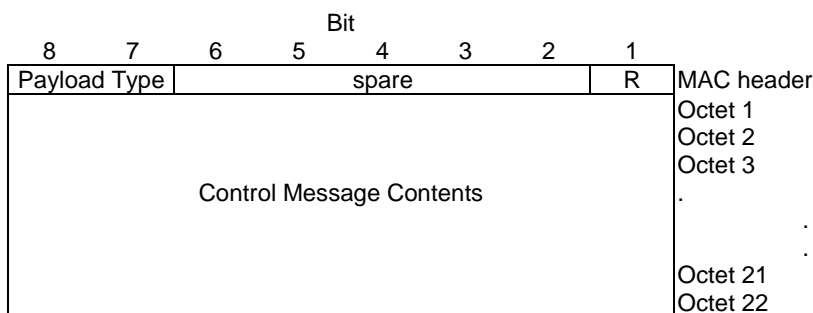 Bit
8 7 6 5 4 3 2 1
Payload Type spare R MAC header
Octet 1
Octet 2
Octet 3
Control Message Contents .
.
.
Octet 21
Octet 22